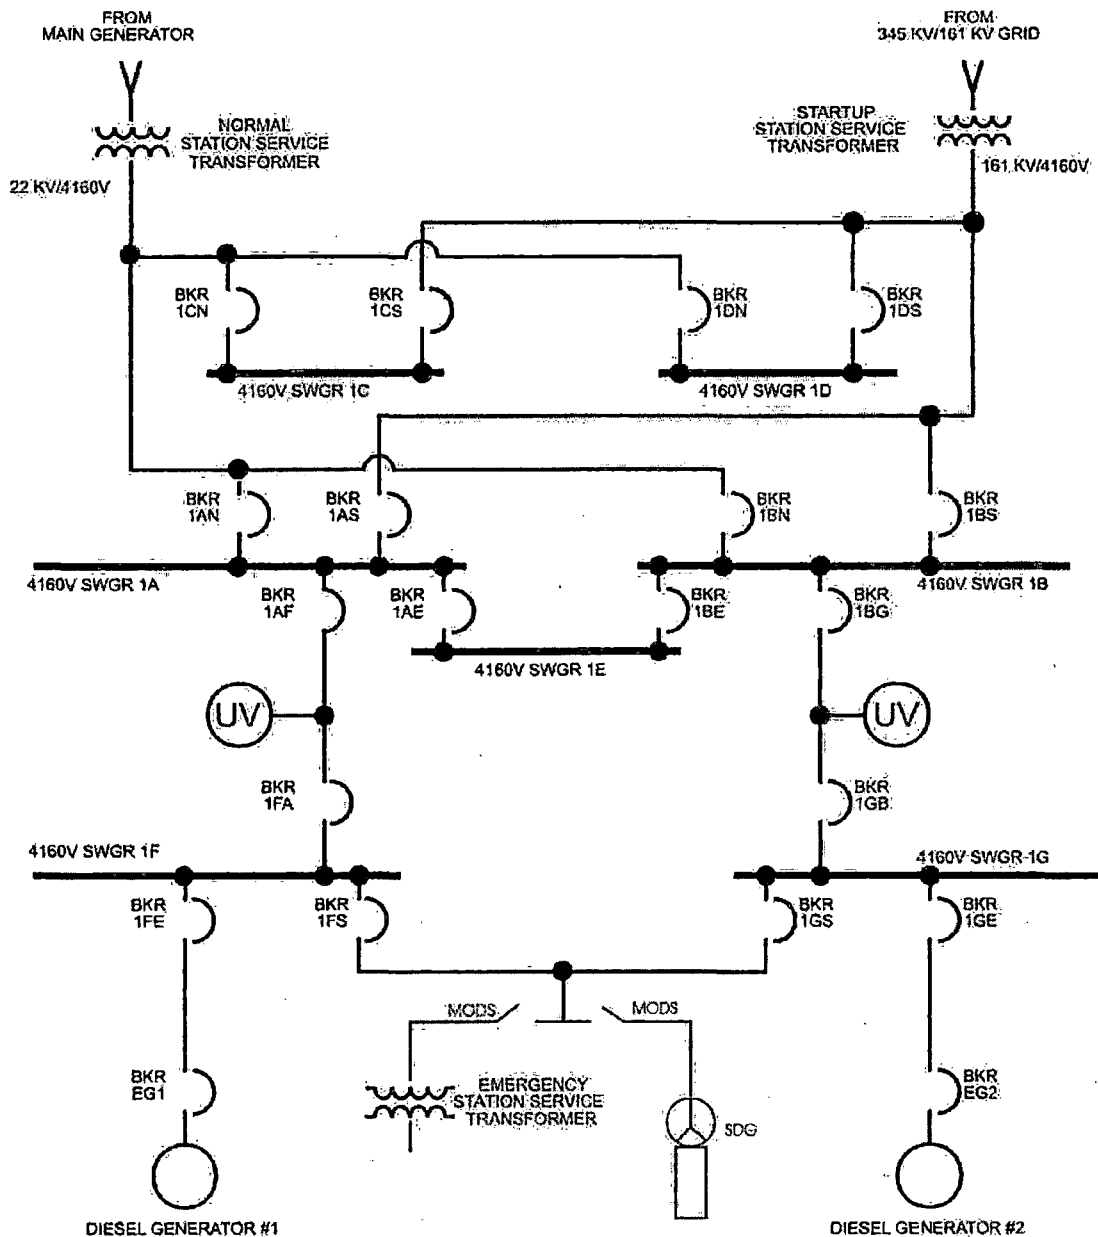 FROM
MAIN GENERATOR
FROM
345 KV/161 KV GRID
NORMAL
STATION SERVICE
TRANSFORMER
STARTUP
STATION SERVICE
TRANSFORMER
22 KV/4160V
161 KV/4160V
BKR
1CN
BKR
1CS
BKR
1DN
BKR
1DS
4160V SWGR 1C
4160V SWGR 1D
BKR
1AN
BKR
1AS
BKR
1BN
BKR
1BS
4160V SWGR 1A
4160V SWGR 1B
BKR
1AF
BKR
1AE
BKR
1BE
BKR
1BG
4160V SWGR 1E
UV
UV
BKR
1FA
BKR
1GB
4160V SWGR 1F
4160V SWGR 1G
BKR
1FE
BKR
1FS
BKR
1GS
BKR
1GE
MODS
MODS
BKR
EG1
EMERGENCY
STATION SERVICE
TRANSFORMER
SDG
BKR
EG2
DIESEL GENERATOR #1
DIESEL GENERATOR #2